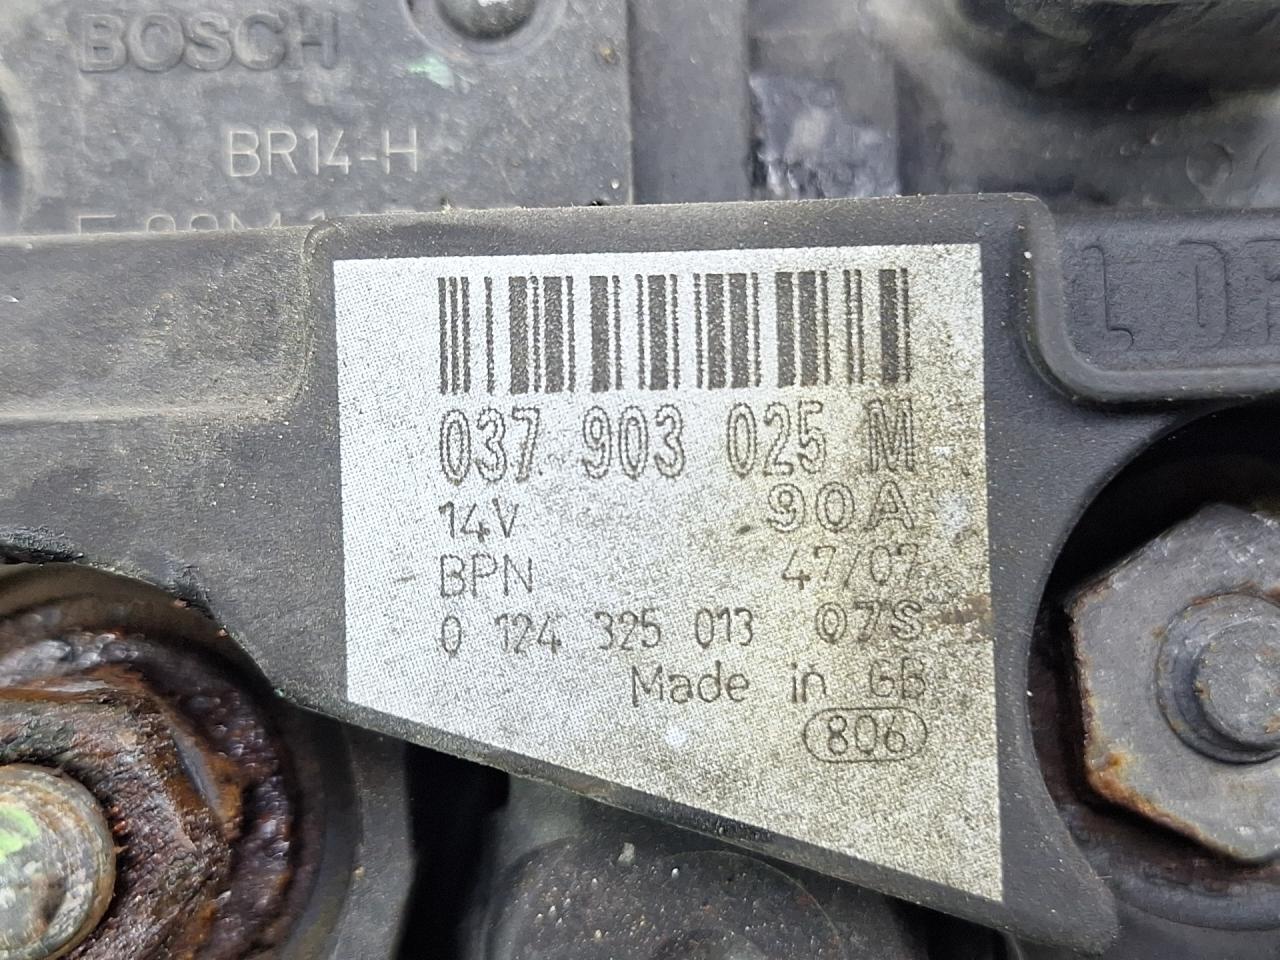 BOSCH
BR14-H
037 903 025 M
14V 90A
BPN 47/07
0 124 325 013 07S
Made in GB
806